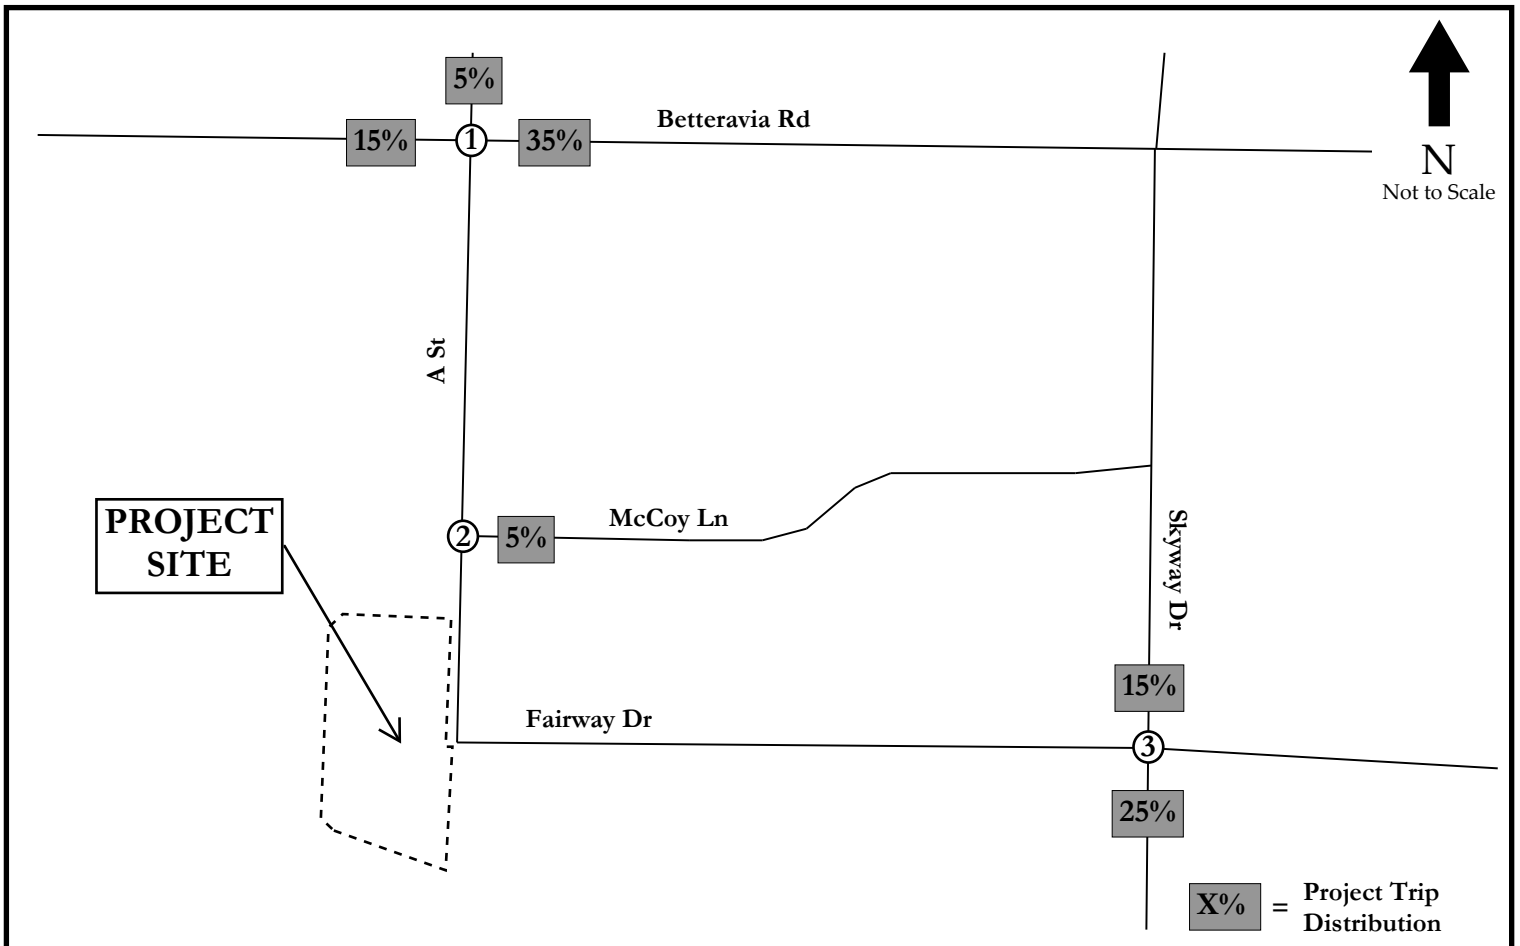 5%
Betteravia Rd
15%
1
35%
N
Not to Scale
A St
PROJECT
SITE
2
5%
McCoy Ln
Skyway Dr
15%
Fairway Dr
3
25%
X%
=
Project Trip
Distribution